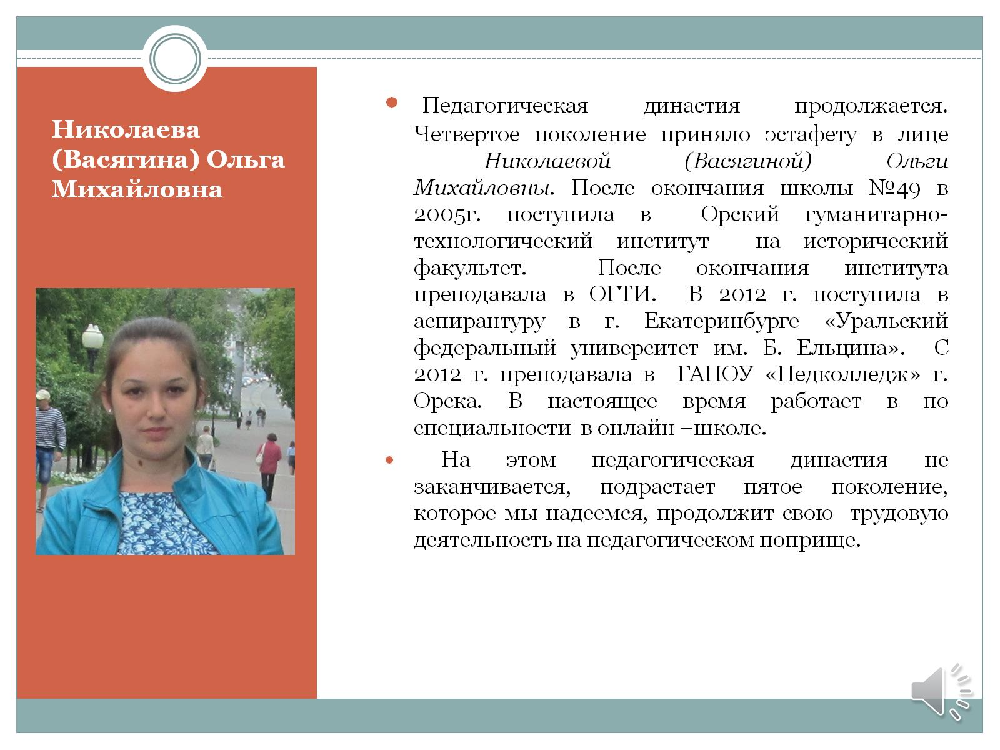 Николаева
(Васягина) Ольга
Михайловна
Педагогическая династия продолжается.
Четвертое поколение приняло эстафету в лице
Николаевой (Васягиной) Ольги
Михайловны. После окончания школы №49 в
2005г. поступила в Орский гуманитарно-
технологический институт на исторический
факультет. После окончания института
преподавала в ОГТИ. В 2012 г. поступила в
аспирантуру в г. Екатеринбурге «Уральский
федеральный университет им. Б. Ельцина». С
2012 г. преподавала в ГАПОУ «Педколледж» г.
Орска. В настоящее время работает в по
специальности в онлайн –школе.
На этом педагогическая династия не
заканчивается, подрастает пятое поколение,
которое мы надеемся, продолжит свою трудовую
деятельность на педагогическом поприще.